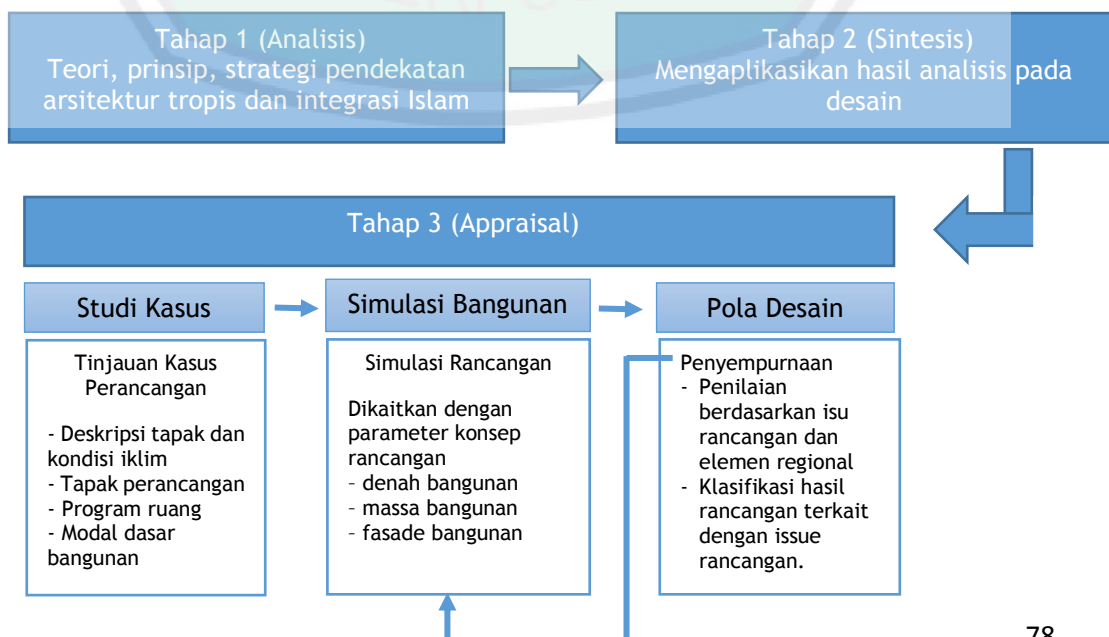 Tahap 1 (Analisis)
Teori, prinsip, strategi pendekatan
arsitektur tropis dan integrasi Islam
Tahap 2 (Sintesis)
Mengaplikasikan hasil analisis pada
desain
Tahap 3 (Appraisal)
Studi Kasus
Tinjauan Kasus
Perancangan
- Deskripsi tapak dan
kondisi iklim
- Tapak perancangan
- Program ruang
- Modal dasar
bangunan
Simulasi Bangunan
Simulasi Rancangan
Dikaitkan dengan
parameter konsep
rancangan
- denah bangunan
- massa bangunan
- fasade bangunan
Pola Desain
Penyempurnaan
- Penilaian
berdasarkan isu
rancangan dan
elemen regional
- Klasifikasi hasil
rancangan terkait
dengan issue
rancangan.
78